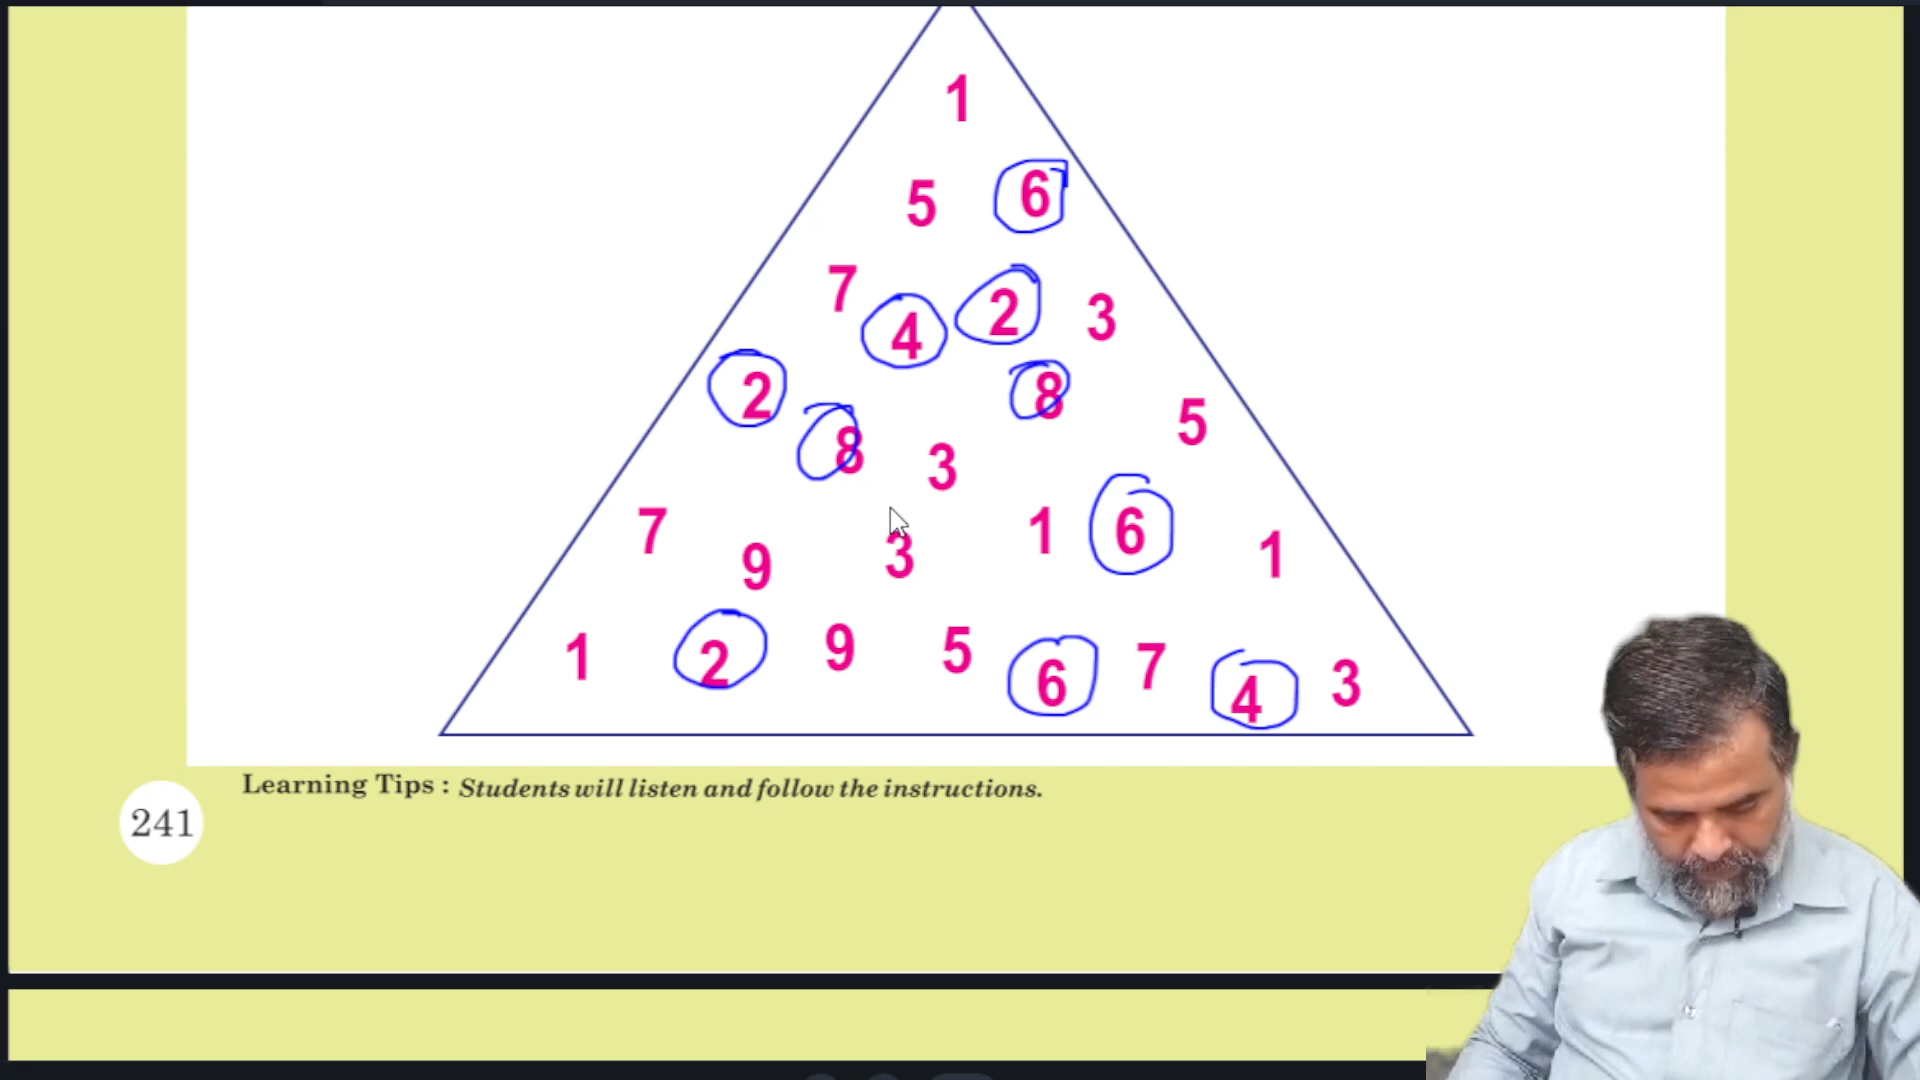 1
5 6
7 4 2 3
2 8 5
8 3
7 9 3 1 6 1
1 2 9 5 6 7 4 3
Learning Tips : Students will listen and follow the instructions.
241